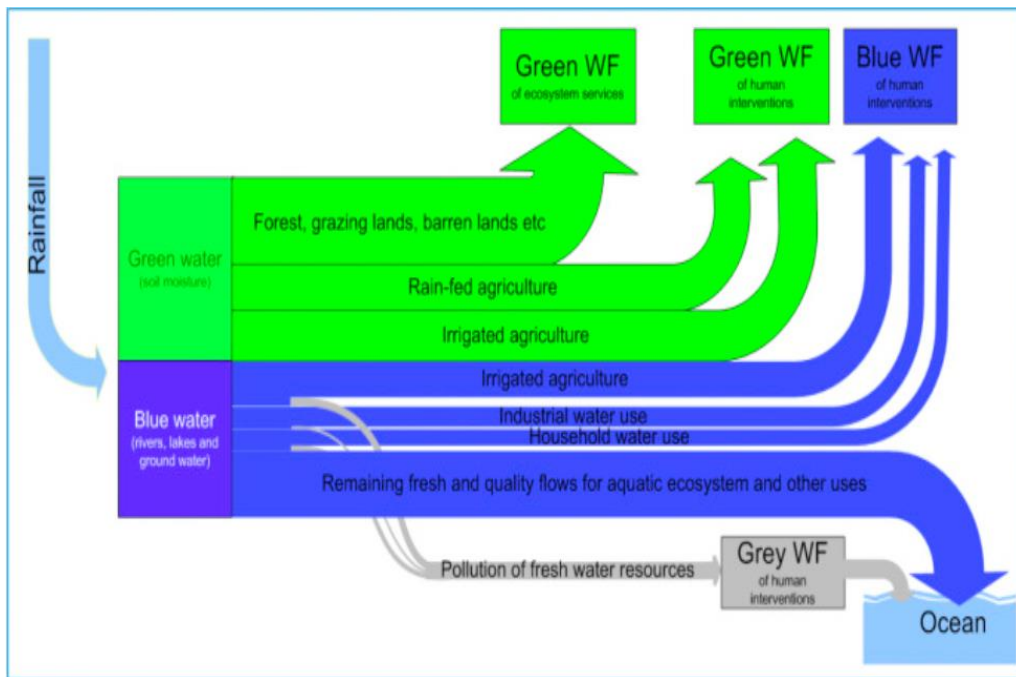 Rainfall
Green WF
of ecosystem services
Green WF
of human
interventions
Blue WF
of human
interventions
Green water
(soil moisture)
Forest, grazing lands, barren lands etc
Rain-fed agriculture
Irrigated agriculture
Blue water
(rivers, lakes and
ground water)
Irrigated agriculture
Industrial water use
Household water use
Remaining fresh and quality flows for aquatic ecosystem and other uses
Pollution of fresh water resources
Grey WF
of human
interventions
Ocean